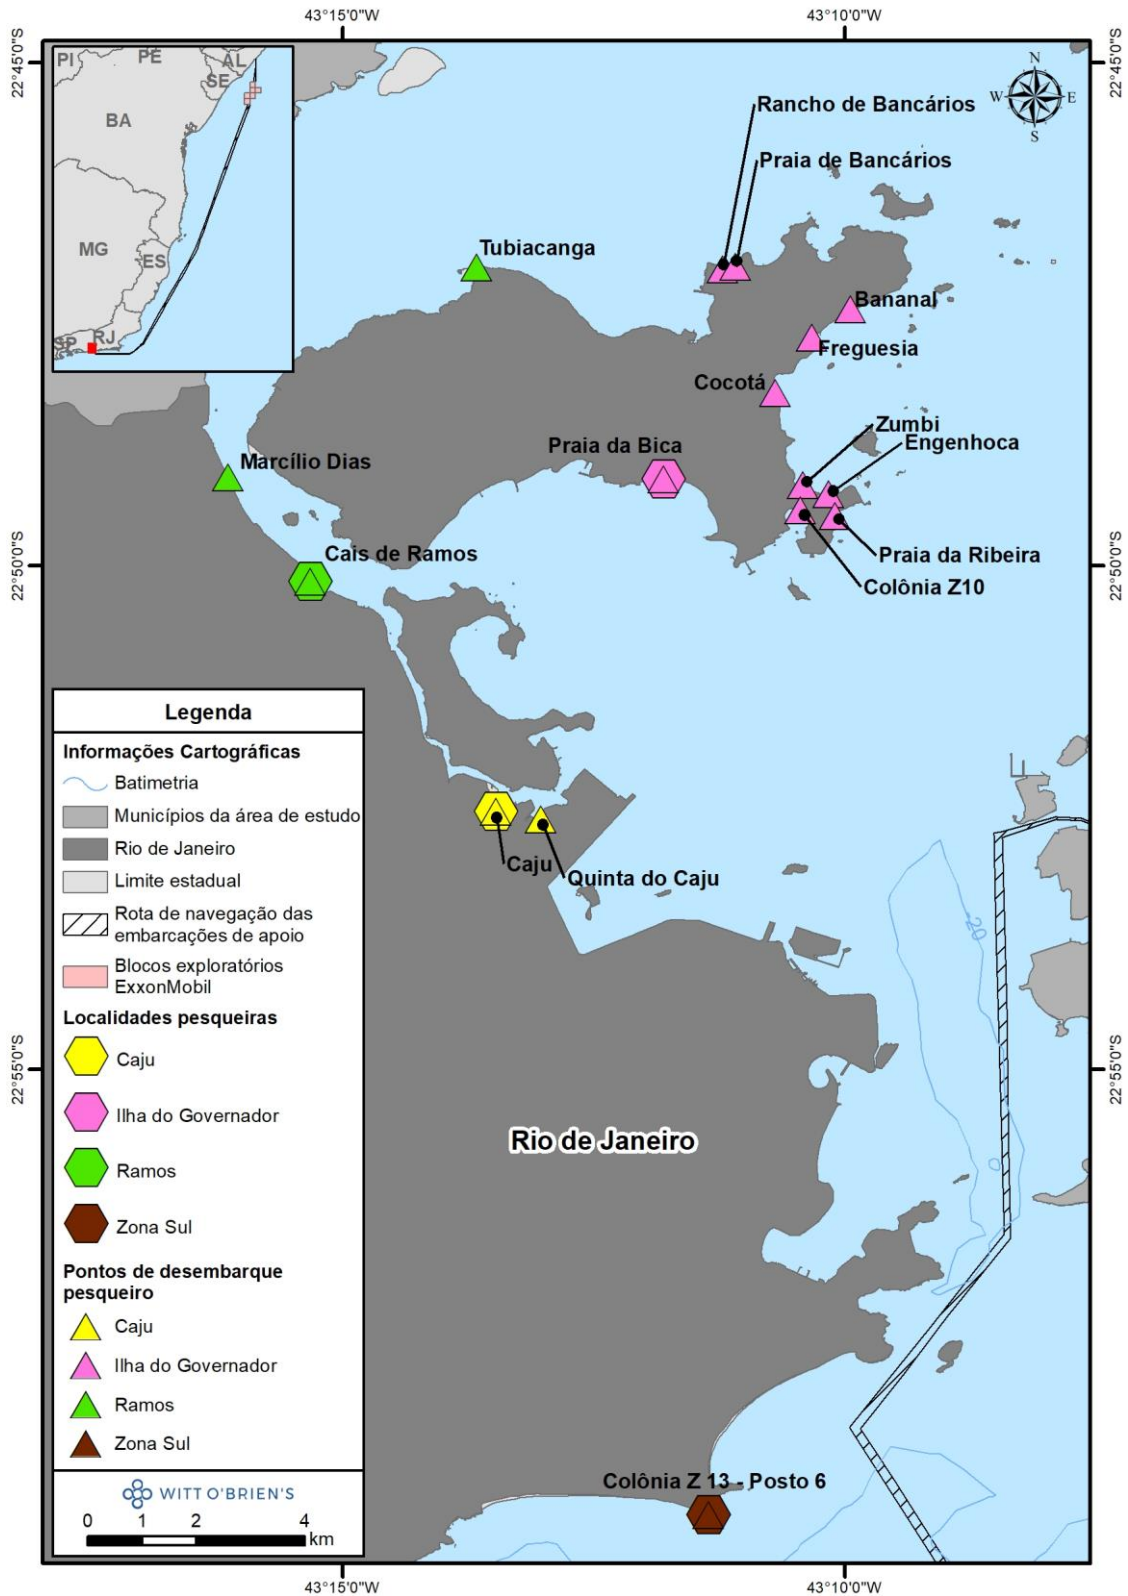 43°15'0"W
43°10'0"W
22°45'0"S
22°45'0"S
PI
PE
AL
SE
BA
MG
ES
SP
RJ
N
W
E
S
Rancho de Bancários
Praia de Bancários
Tubiacanga
Bananal
Freguesia
Cocotá
Zumbi
Engenhoca
Praia da Bica
Marcílio Dias
Praia da Ribeira
Colônia Z10
Cais de Ramos
22°50'0"S
22°50'0"S
Caju
Quinta do Caju
-20
0
22°55'0"S
22°55'0"S
Rio de Janeiro
Colônia Z 13 - Posto 6
Legenda
Informações Cartográficas
Batimetria
Municípios da área de estudo
Rio de Janeiro
Limite estadual
Rota de navegação das
embarcações de apoio
Blocos exploratórios
ExxonMobil
Localidades pesqueiras
Caju
Ilha do Governador
Ramos
Zona Sul
Pontos de desembarque
pesqueiro
Caju
Ilha do Governador
Ramos
Zona Sul
WITT O'BRIEN'S
0 1 2 4
km
43°15'0"W
43°10'0"W